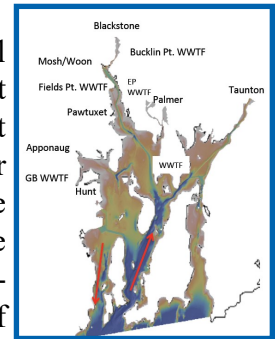 Blackstone
Bucklin Pt. WWTF
Mosh/Woon
EP
Fields Pt. WWTF
WWTF
Palmer
Taunton
Pawtuxet
Apponaug
WWTF
GB WWTF
Hunt
l
t
t
r
e
e
-
f